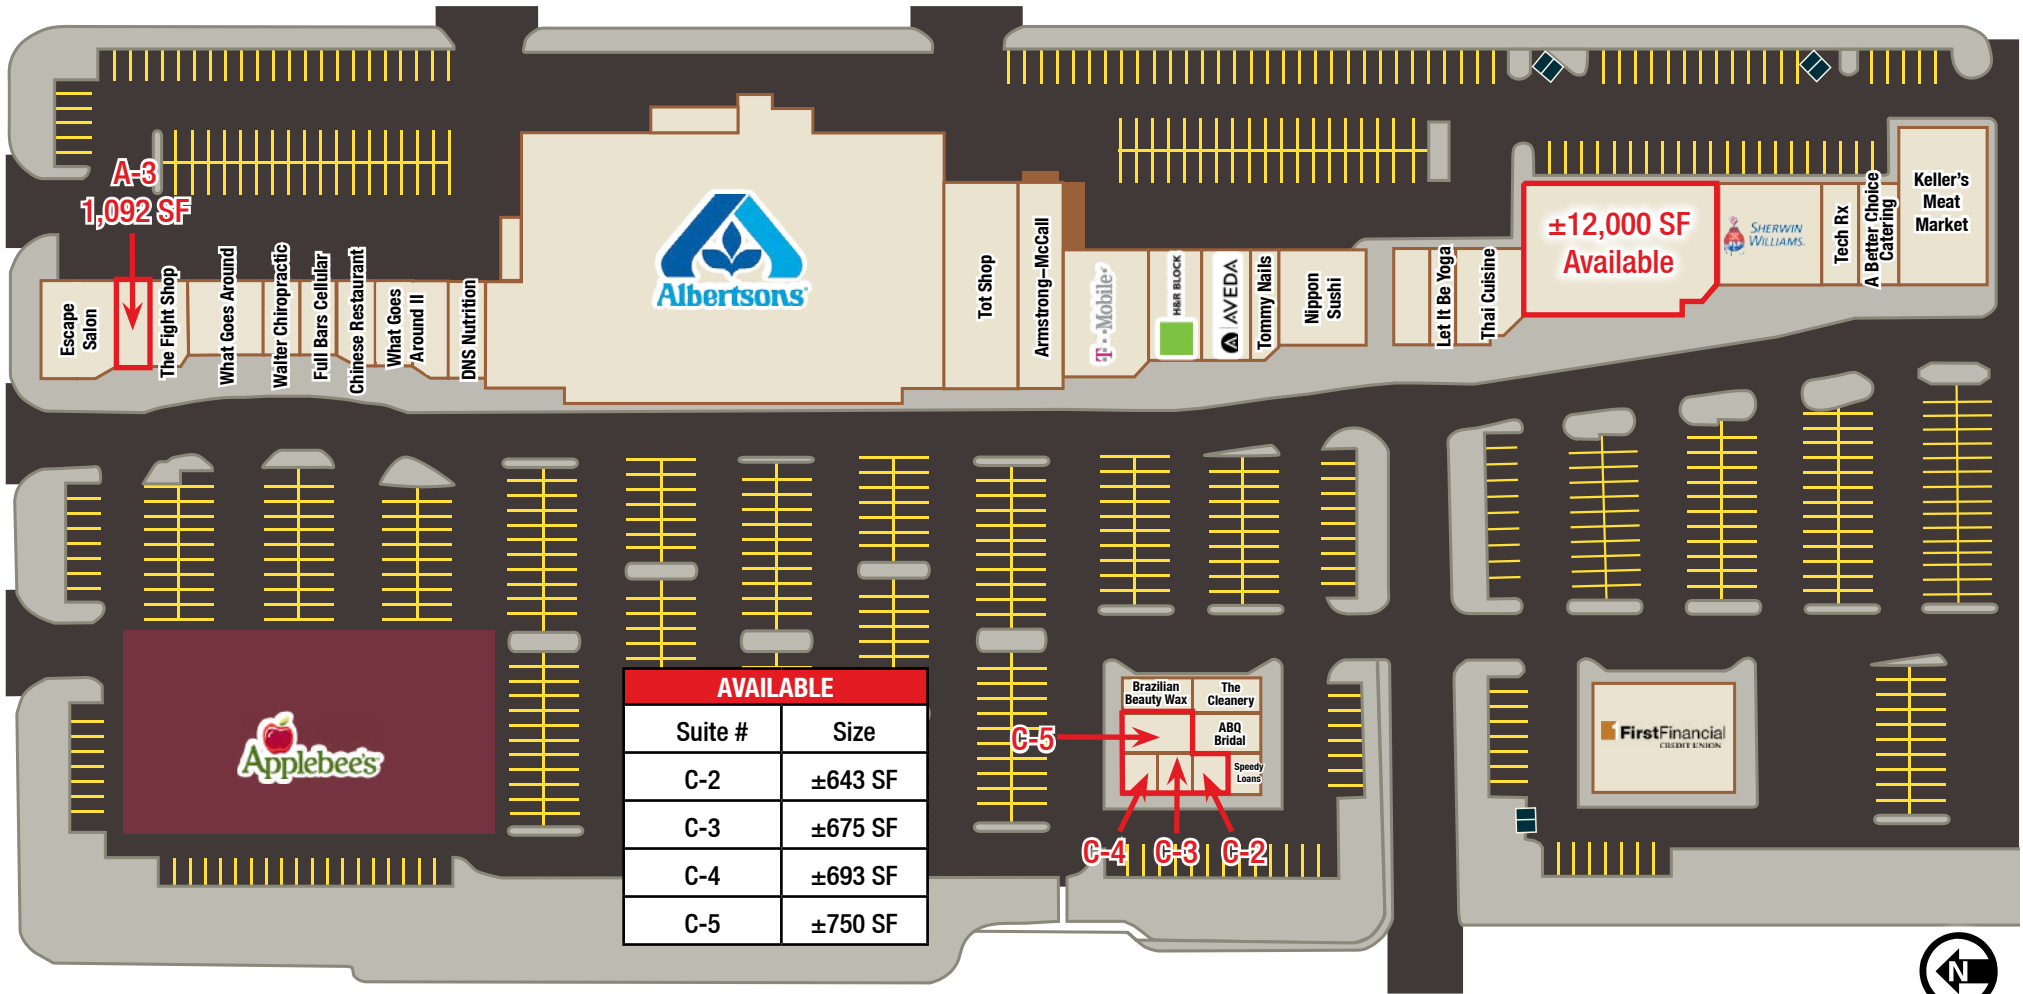 A-3
1,092 SF
Escape
Salon
The Fight Shop
What Goes Around
Walter Chiropractic
Full Bars Cellular
Chinese Restaurant
What Goes
Around II
DNS Nutrition
Albertsons
Tot Shop
Armstrong–McCall
T··Mobile·
H&R BLOCK
AVEDA
Tommy Nails
Nippon
Sushi
Let It Be Yoga
Thai Cuisine
±12,000 SF
Available
SHERWIN
WILLIAMS.
Tech Rx
A Better Choice
Catering
Keller's
Meat
Market
Applebee's
AVAILABLE
Suite # Size
C-2 ±643 SF
C-3 ±675 SF
C-4 ±693 SF
C-5 ±750 SF
Brazilian
Beauty Wax
The
Cleanery
C-5
ABQ
Bridal
Speedy
Loans
C-4 C-3 C-2
FirstFinancial
CREDIT UNION
N